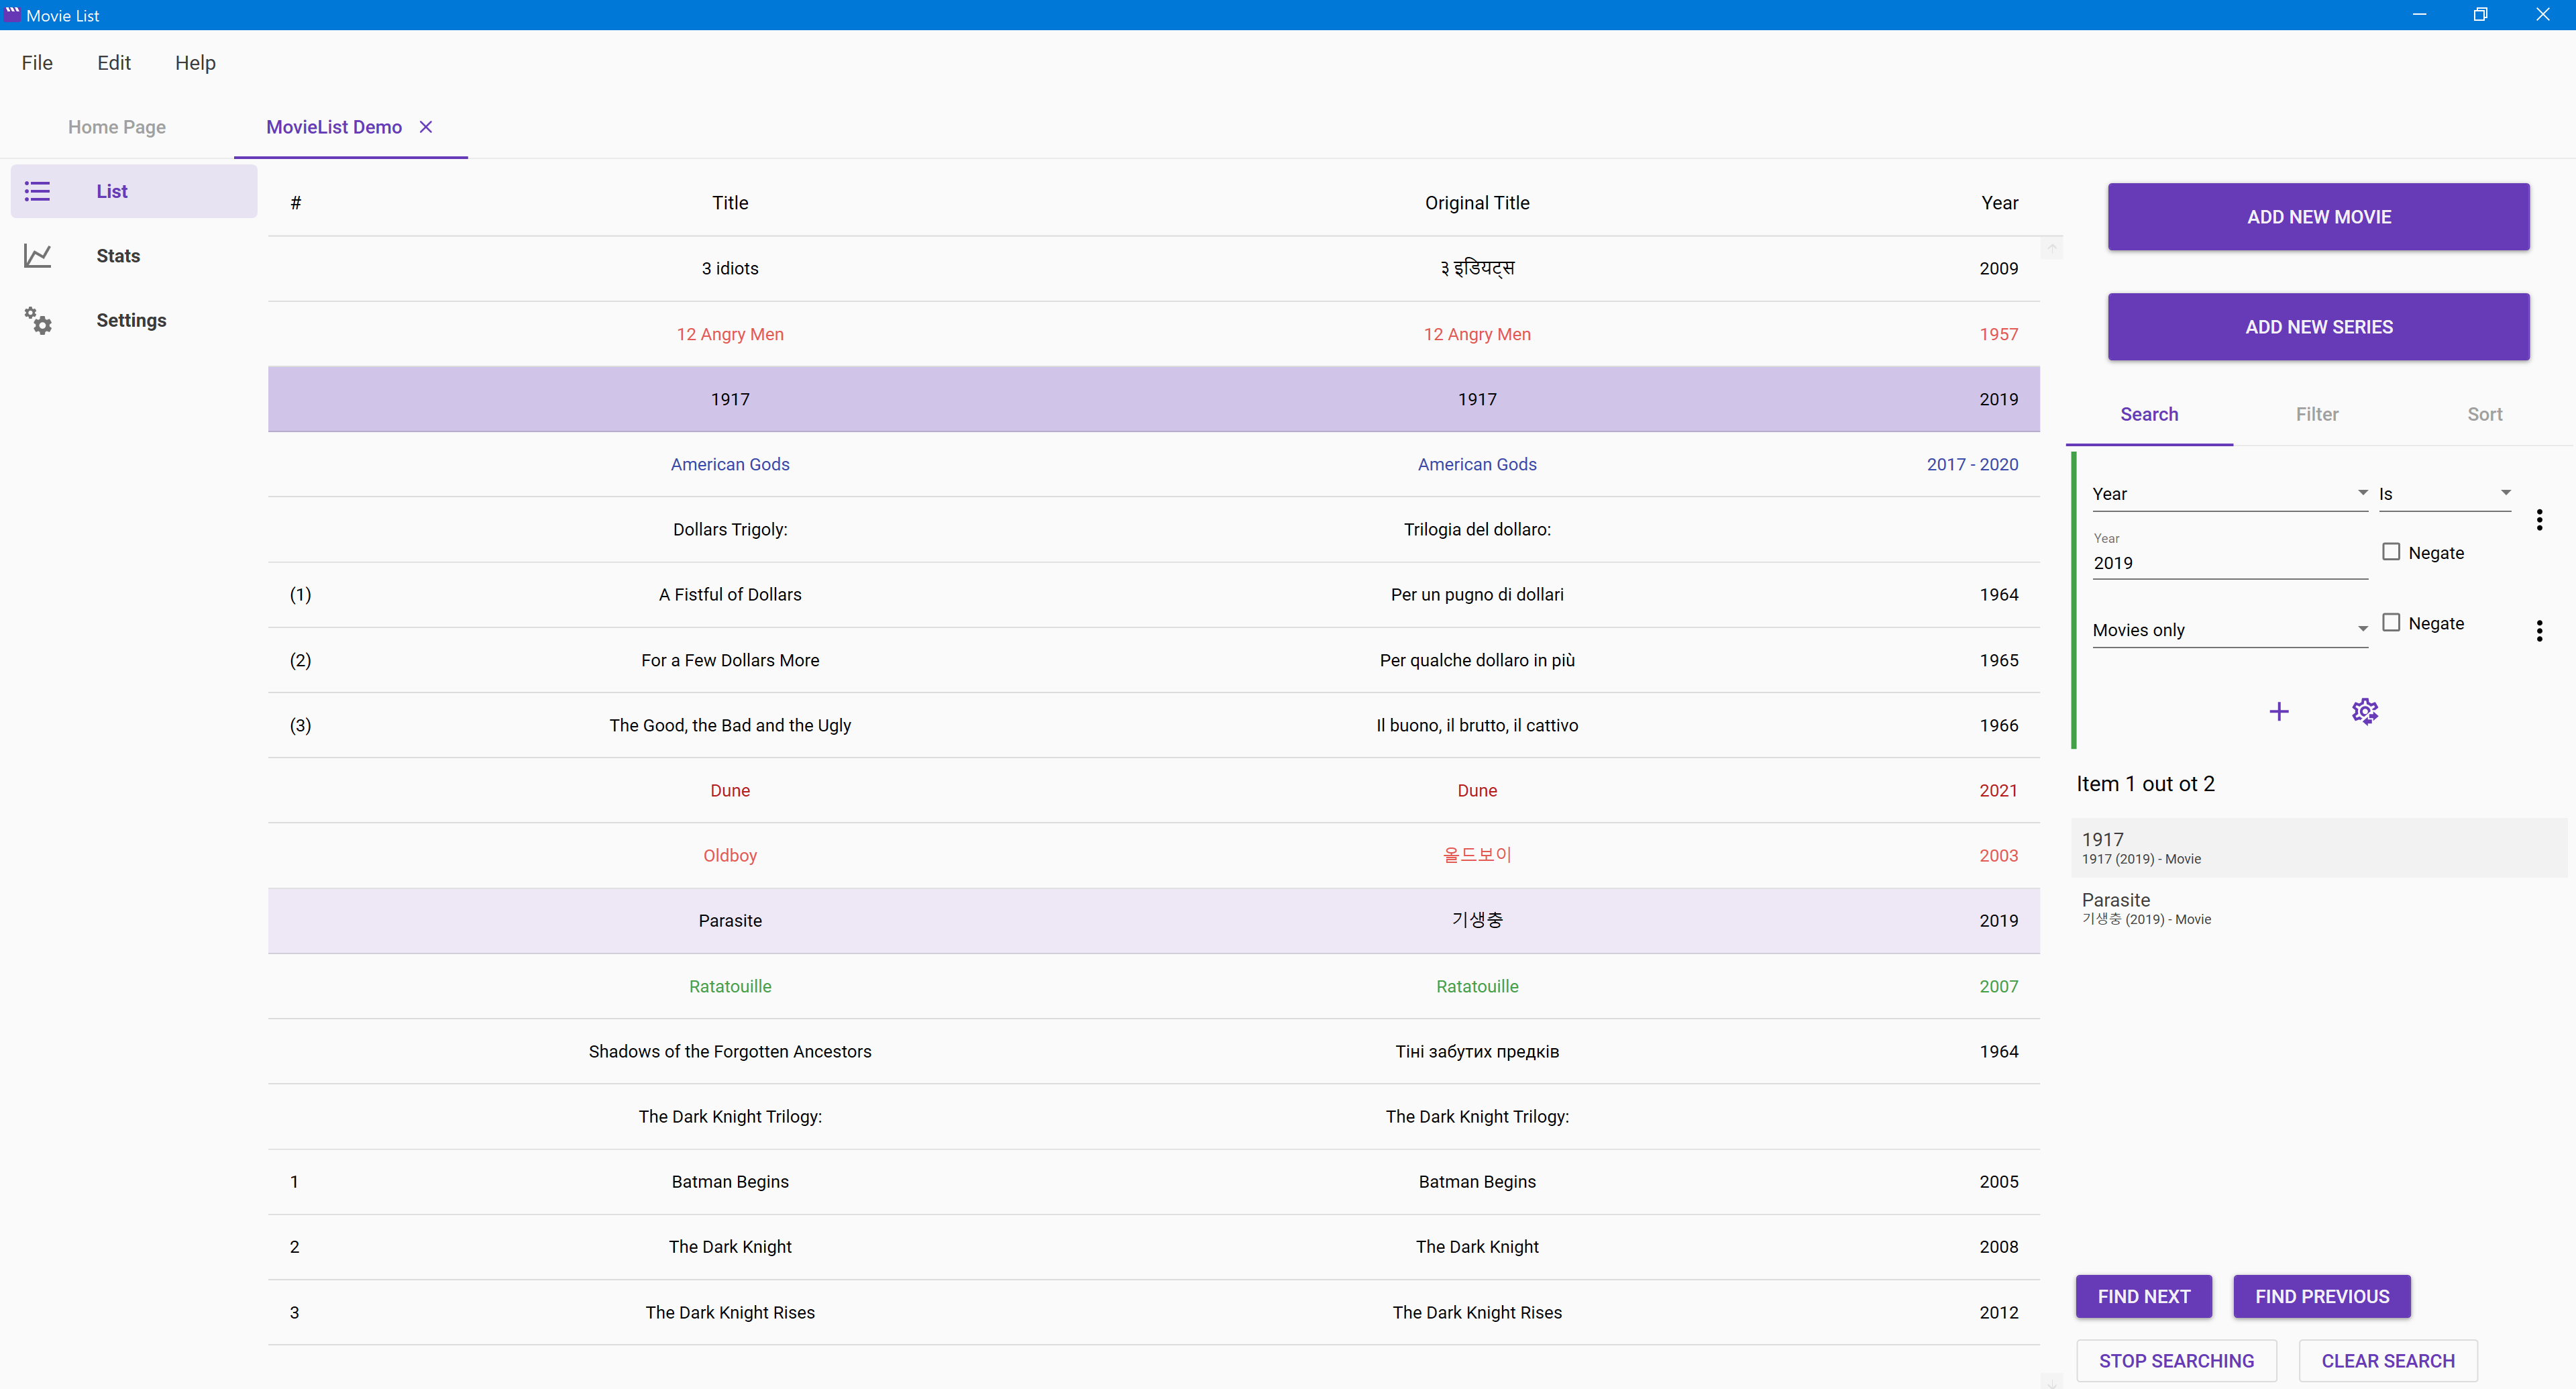 Movie List
File Edit Help
Home Page MovieList Demo
List
Stats
Settings
# Title Original Title Year
3 idiots ३ इडियट्स 2009
12 Angry Men 12 Angry Men 1957
1917 1917 2019
American Gods American Gods 2017 - 2020
Dollars Trigoly: Trilogia del dollaro:
(1) A Fistful of Dollars Per un pugno di dollari 1964
(2) For a Few Dollars More Per qualche dollaro in più 1965
(3) The Good, the Bad and the Ugly Il buono, il brutto, il cattivo 1966
Dune Dune 2021
Oldboy 올드보이 2003
Parasite 기생충 2019
Ratatouille Ratatouille 2007
Shadows of the Forgotten Ancestors Тіні забутих предків 1964
The Dark Knight Trilogy: The Dark Knight Trilogy:
1 Batman Begins Batman Begins 2005
2 The Dark Knight The Dark Knight 2008
3 The Dark Knight Rises The Dark Knight Rises 2012
ADD NEW MOVIE
ADD NEW SERIES
Search Filter Sort
Year Is
Year
2019 Negate
Movies only Negate
Item 1 out ot 2
1917
1917 (2019) - Movie
Parasite
기생충 (2019) - Movie
FIND NEXT FIND PREVIOUS
STOP SEARCHING CLEAR SEARCH